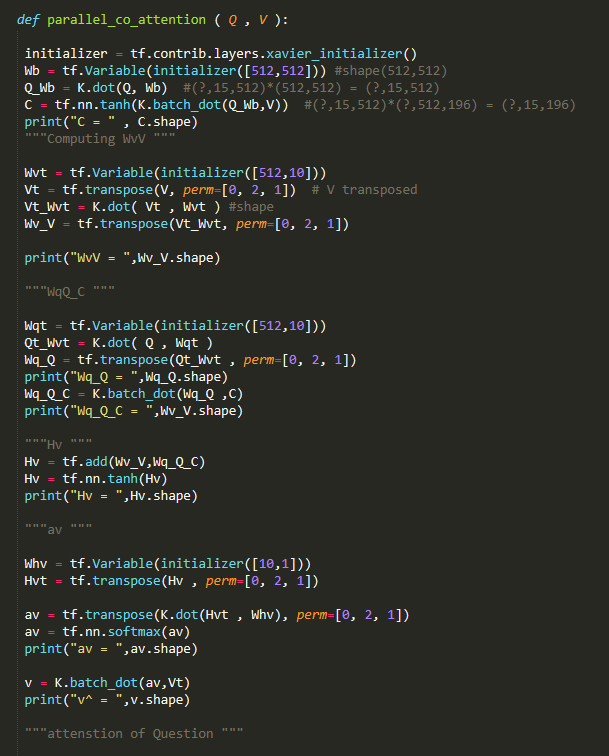 def parallel_co_attention ( Q , V ):
initializer = tf.contrib.layers.xavier_initializer()
Wb = tf.Variable(initializer([512,512])) #shape(512,512)
Q_Wb = K.dot(Q, Wb)  #(?,15,512)*(512,512) = (?,15,512)
C = tf.nn.tanh(K.batch_dot(Q_Wb,V))  #(?,15,512)*(?,512,196) = (?,15,196)
print("C = " , C.shape)
"""Computing WvV """
Wvt = tf.Variable(initializer([512,10]))
Vt = tf.transpose(V, perm=[0, 2, 1])  # V transposed
Vt_Wvt = K.dot( Vt , Wvt ) #shape
Wv_V = tf.transpose(Vt_Wvt, perm=[0, 2, 1])
print("WvV = ",Wv_V.shape)
"""WqQ_C """
Wqt = tf.Variable(initializer([512,10]))
Qt_Wvt = K.dot( Q , Wqt )
Wq_Q = tf.transpose(Qt_Wvt , perm=[0, 2, 1])
print("Wq_Q = ",Wq_Q.shape)
Wq_Q_C = K.batch_dot(Wq_Q ,C)
print("Wq_Q_C = ",Wv_V.shape)
"""Hv """
Hv = tf.add(Wv_V,Wq_Q_C)
Hv = tf.nn.tanh(Hv)
print("Hv = ",Hv.shape)
"""av """
Whv = tf.Variable(initializer([10,1]))
Hvt = tf.transpose(Hv , perm=[0, 2, 1])
av = tf.transpose(K.dot(Hvt , Whv), perm=[0, 2, 1])
av = tf.nn.softmax(av)
print("av = ",av.shape)
v = K.batch_dot(av,Vt)
print("v^ = ",v.shape)
"""attenstion of Question """